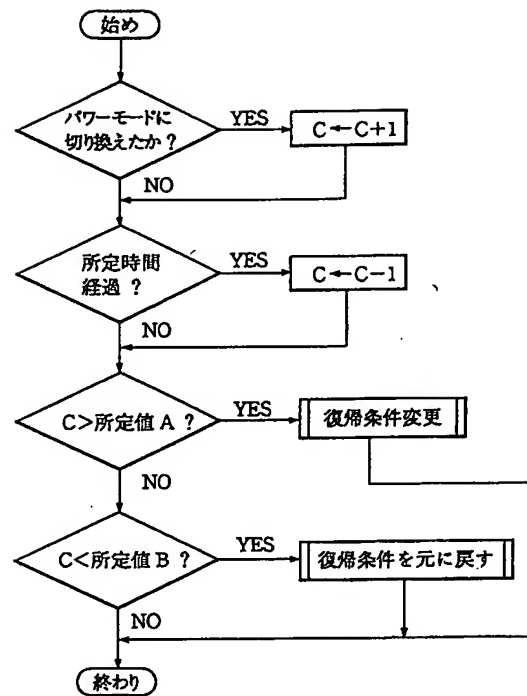 始め
パワーモードに
切り換えたか?
YES
C←C+1
NO
所定時間
経過 ?
YES
C←C-1
NO
C>所定値 A ?
YES
復帰条件変更
NO
C<所定値 B ?
YES
復帰条件を元に戻す
NO
終わり